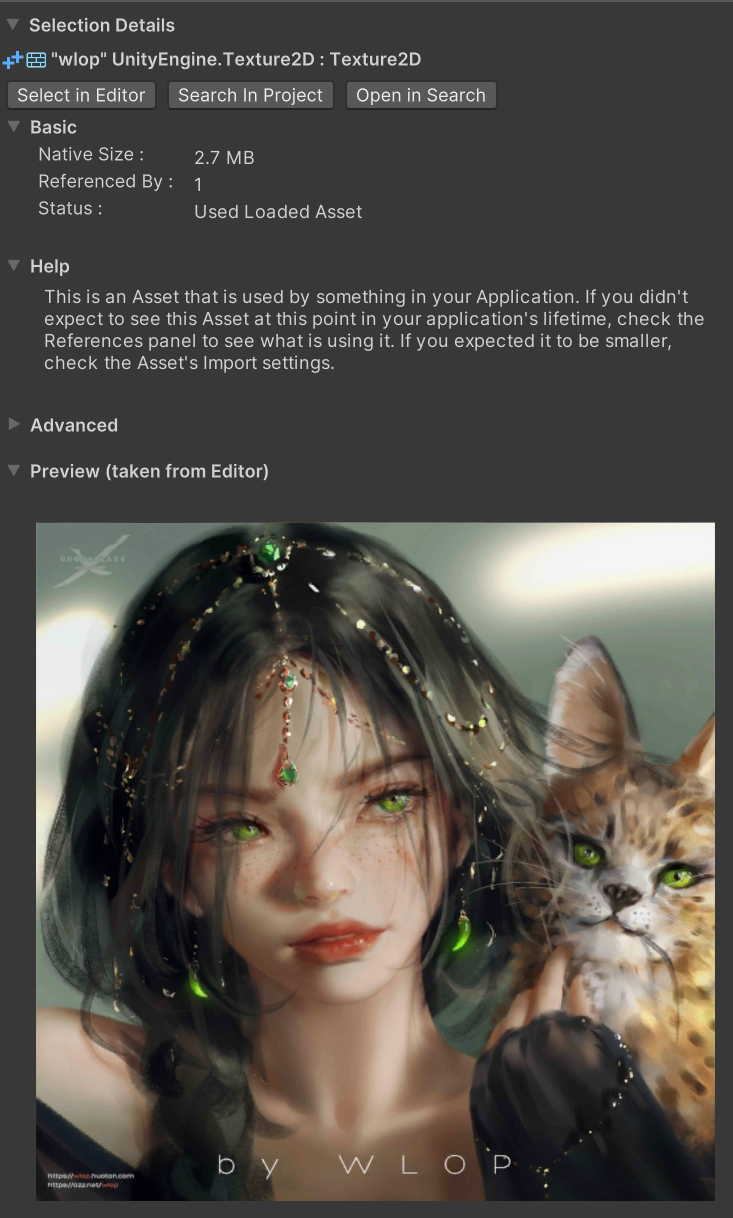 Selection Details
"wlop" UnityEngine.Texture2D : Texture2D
Select in Editor Search In Project Open in Search
Basic
Native Size : 2.7 MB
Referenced By : 1
Status : Used Loaded Asset
Help
This is an Asset that is used by something in your Application. If you didn't
expect to see this Asset at this point in your application's lifetime, check the
References panel to see what is using it. If you expected it to be smaller,
check the Asset's Import settings.
Advanced
Preview (taken from Editor)
by WLOP
https://wlop.huotan.com
https://azz.net/wlop